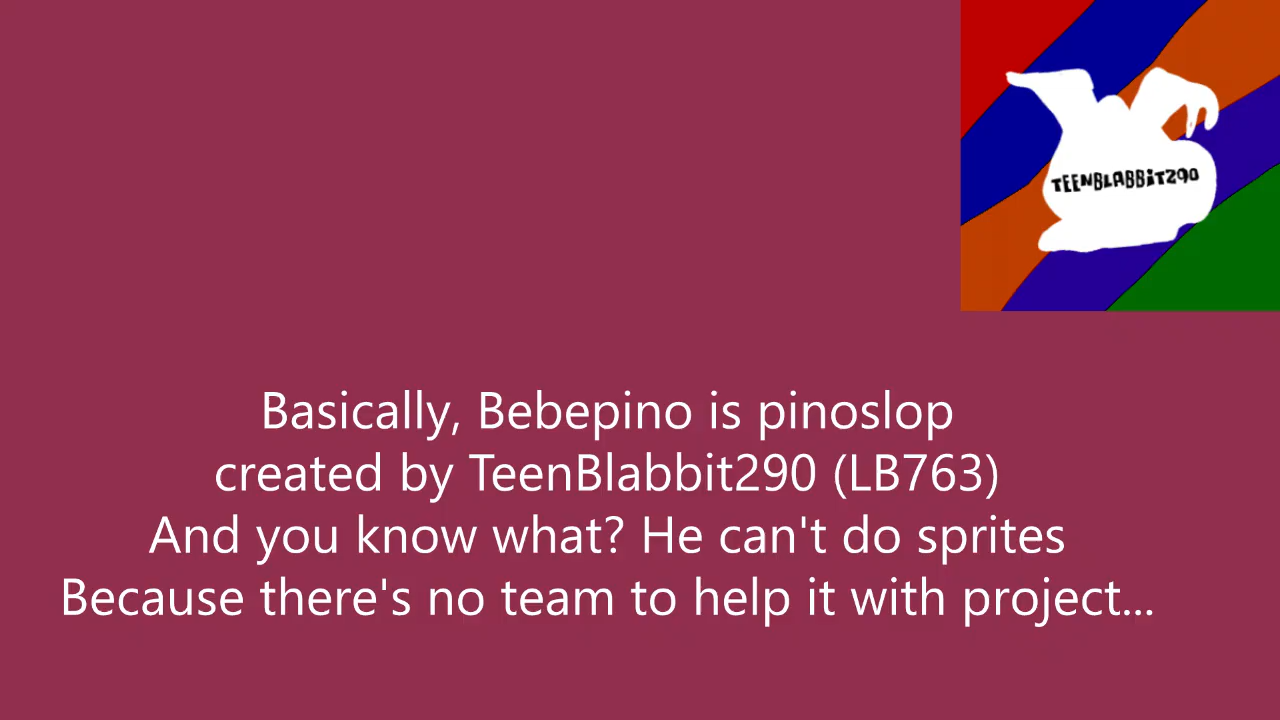 TEENBLABBIT290
Basically, Bebepino is pinoslop
created by TeenBlabbit290 (LB763)
And you know what? He can't do sprites
Because there's no team to help it with project...